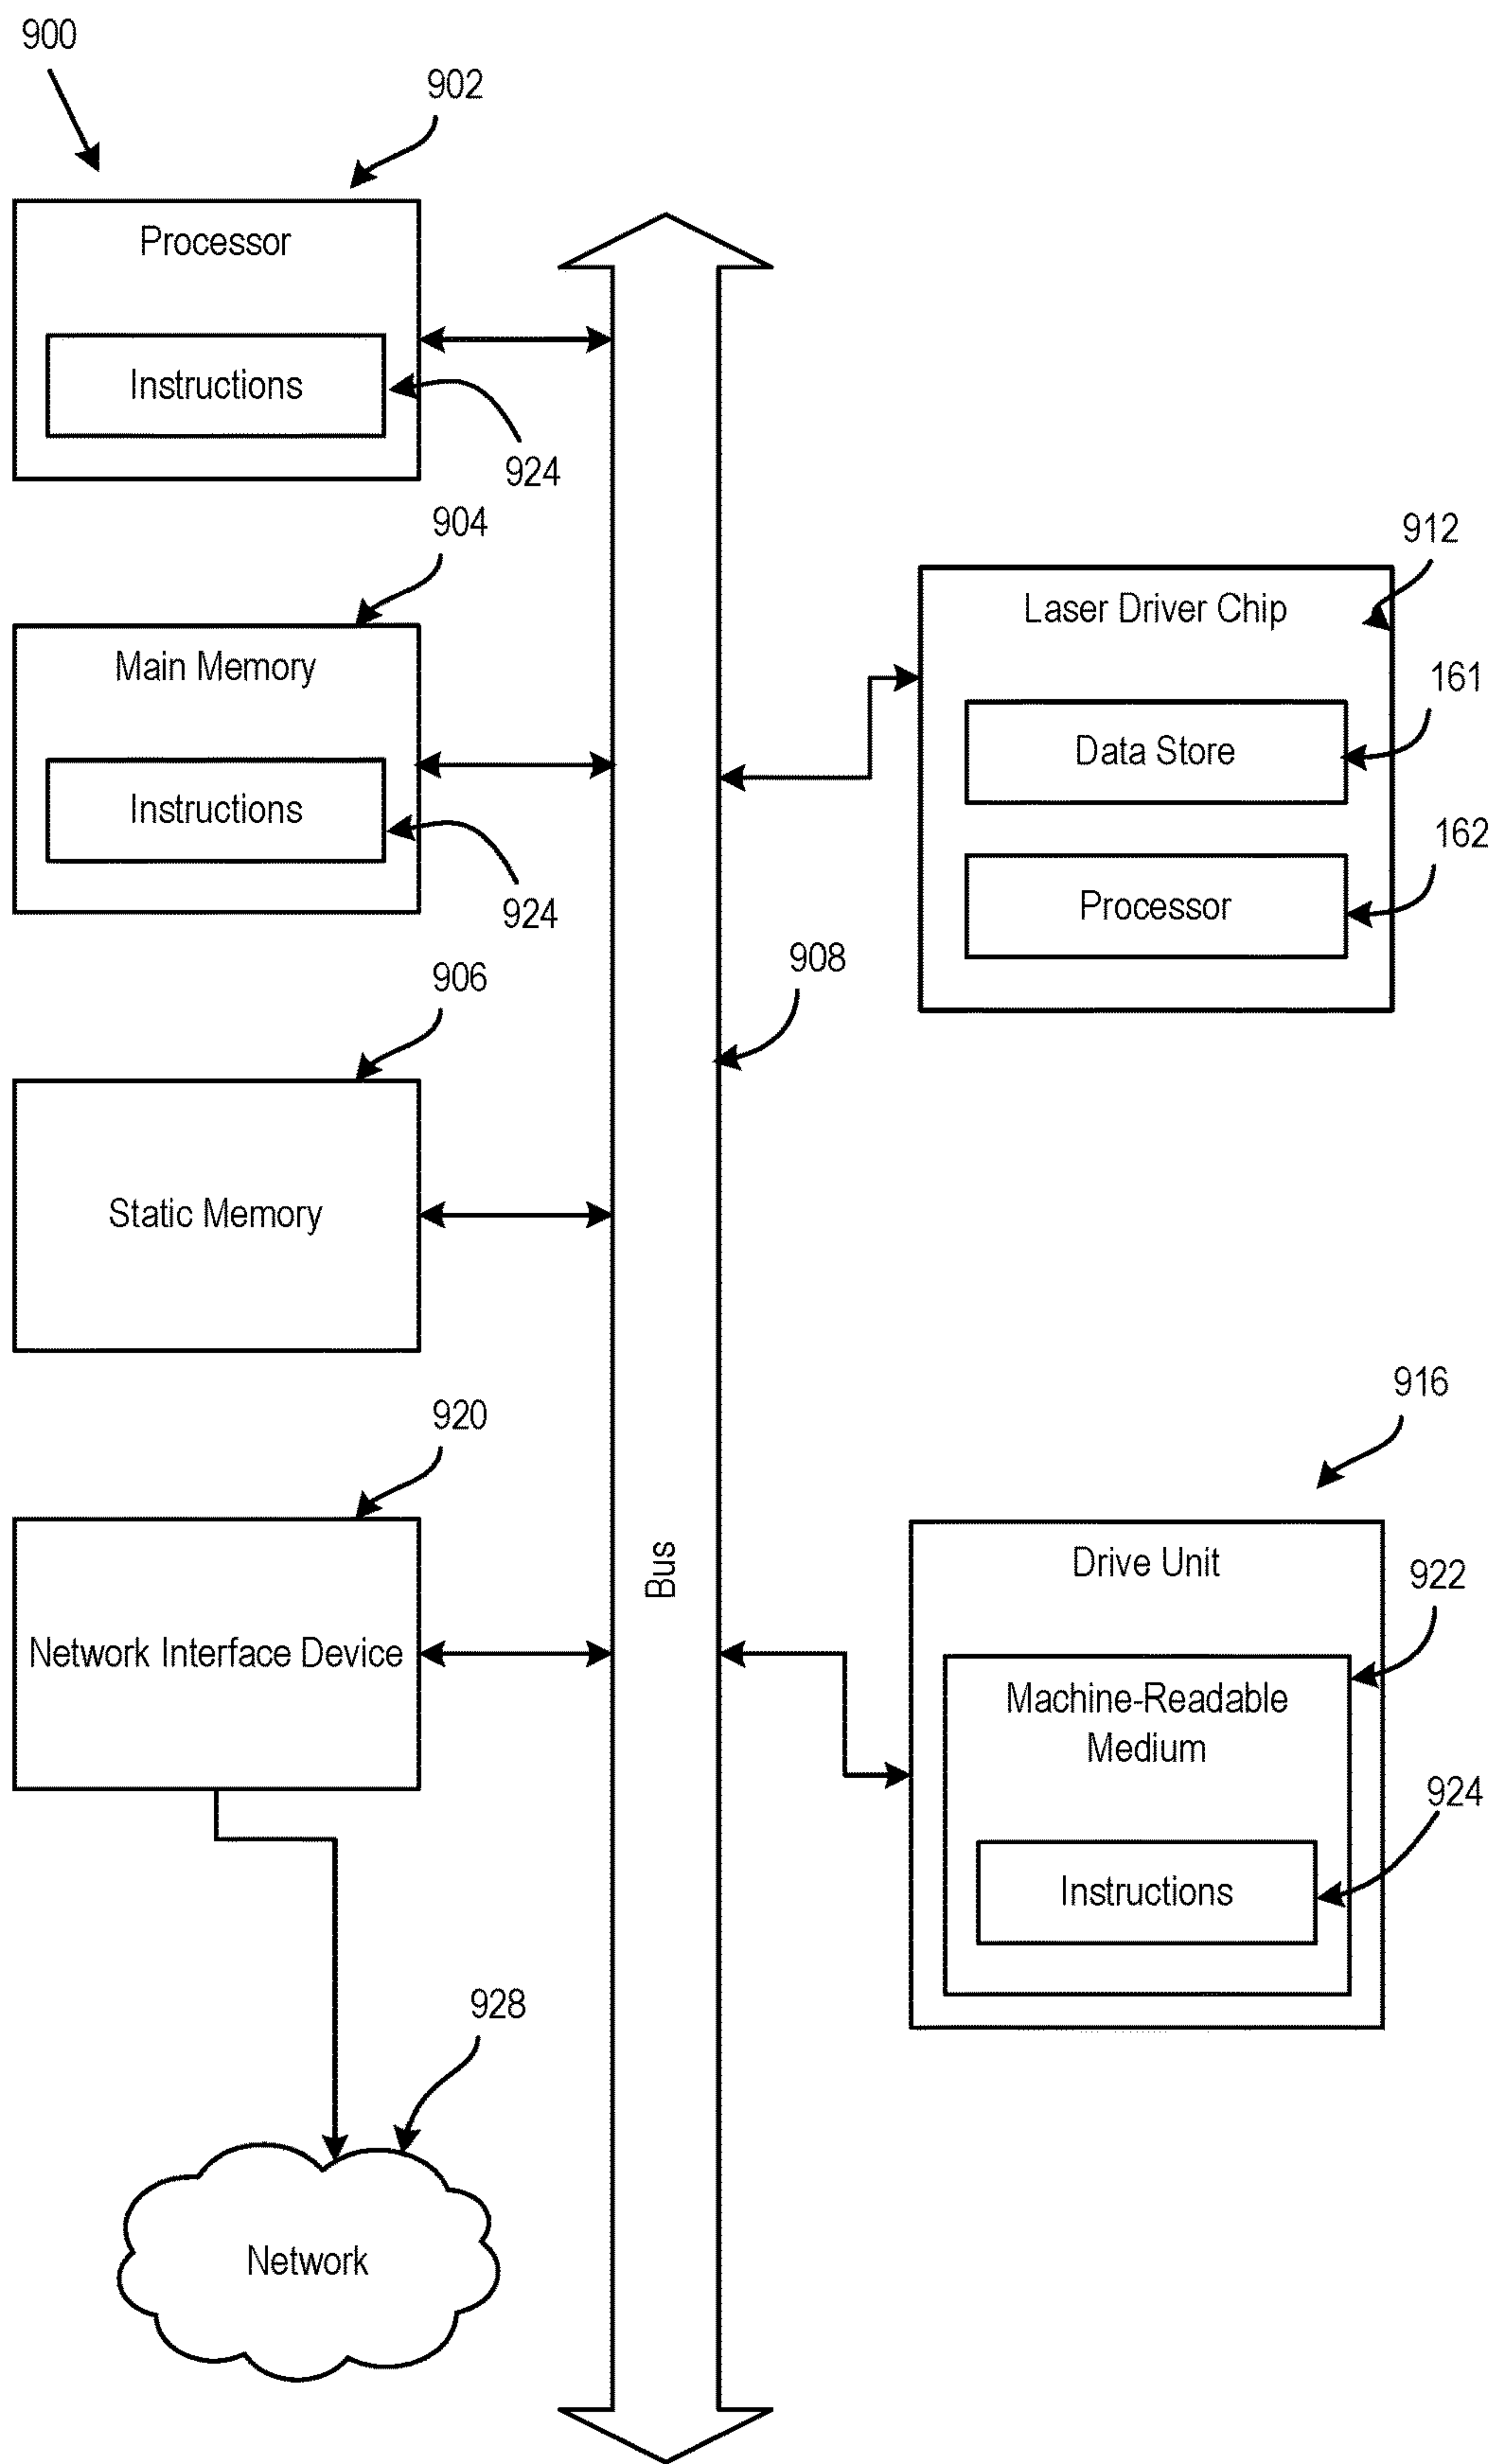 900
902
Processor
Instructions
924
904
Main Memory
Instructions
924
906
Static Memory
920
Network Interface Device
928
Network
Bus
908
912
Laser Driver Chip
161
Data Store
162
Processor
916
Drive Unit
922
Machine-Readable
Medium
924
Instructions